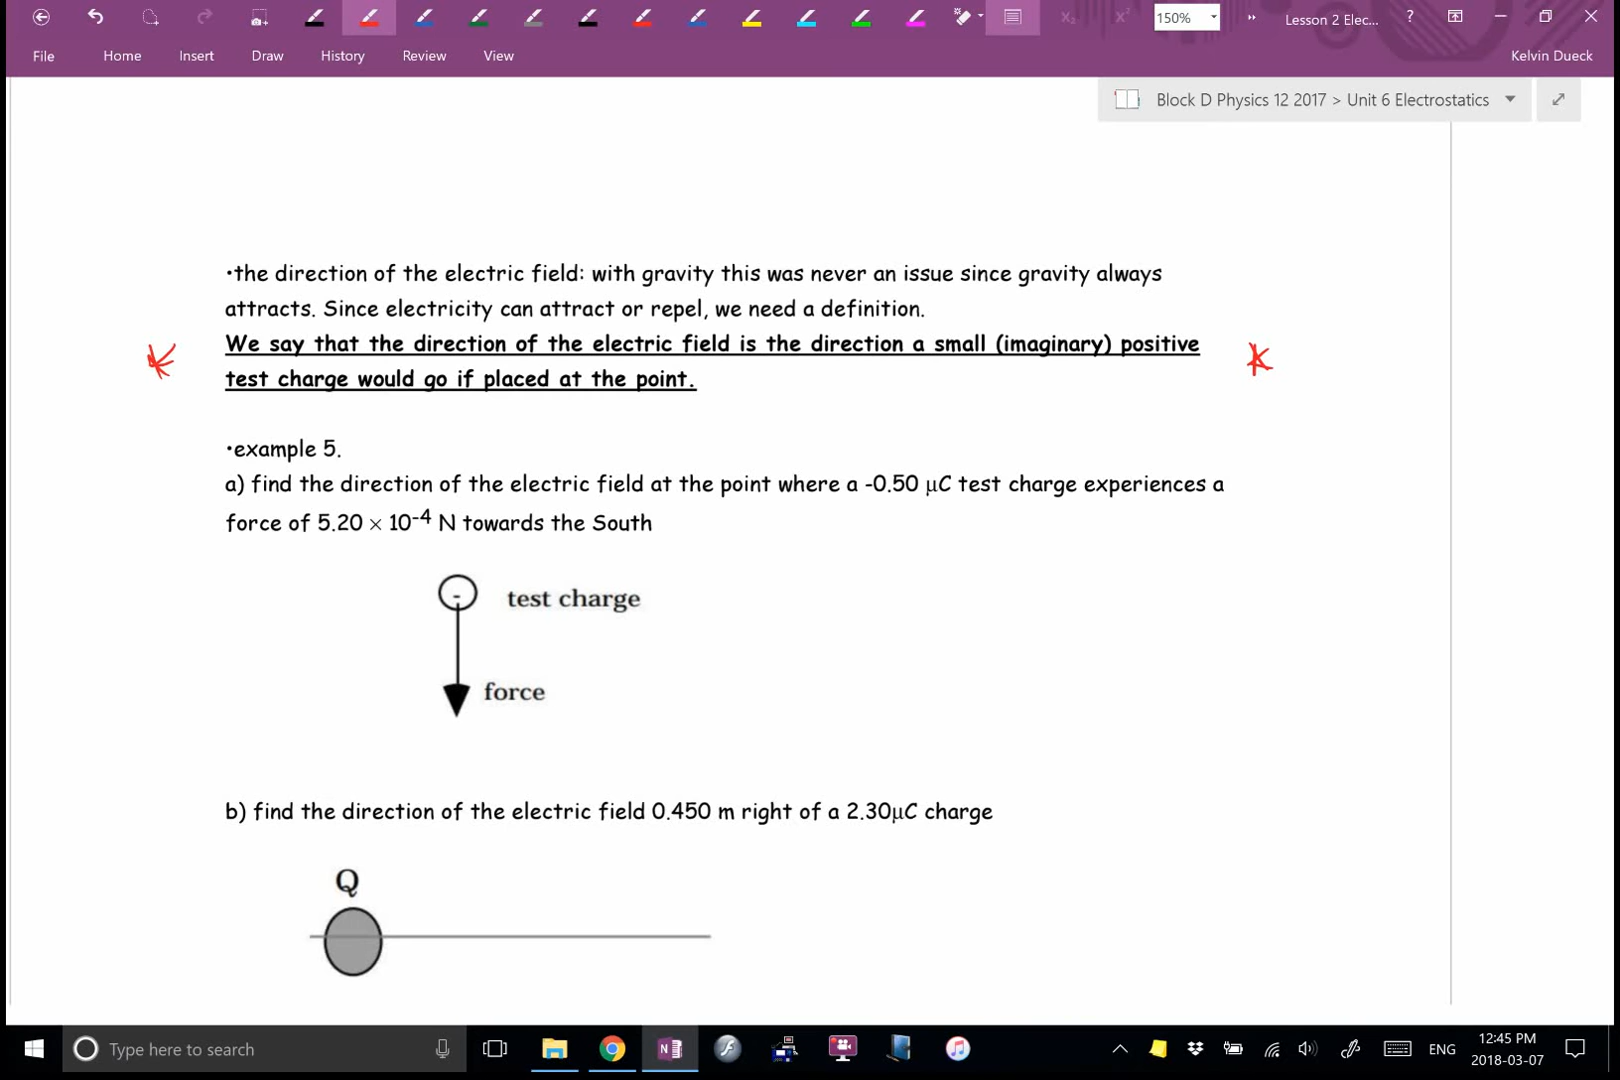 150%
Lesson 2 Elec...
?
File Home Insert Draw History Review View
Kelvin Dueck
Block D Physics 12 2017 > Unit 6 Electrostatics
•the direction of the electric field: with gravity this was never an issue since gravity always
attracts. Since electricity can attract or repel, we need a definition.
We say that the direction of the electric field is the direction a small (imaginary) positive
test charge would go if placed at the point.
•example 5.
a) find the direction of the electric field at the point where a -0.50 μC test charge experiences a
force of 5.20 × 10⁻⁴ N towards the South
-
test charge
force
b) find the direction of the electric field 0.450 m right of a 2.30μC charge
Q
Type here to search
ENG
12:45 PM
2018-03-07